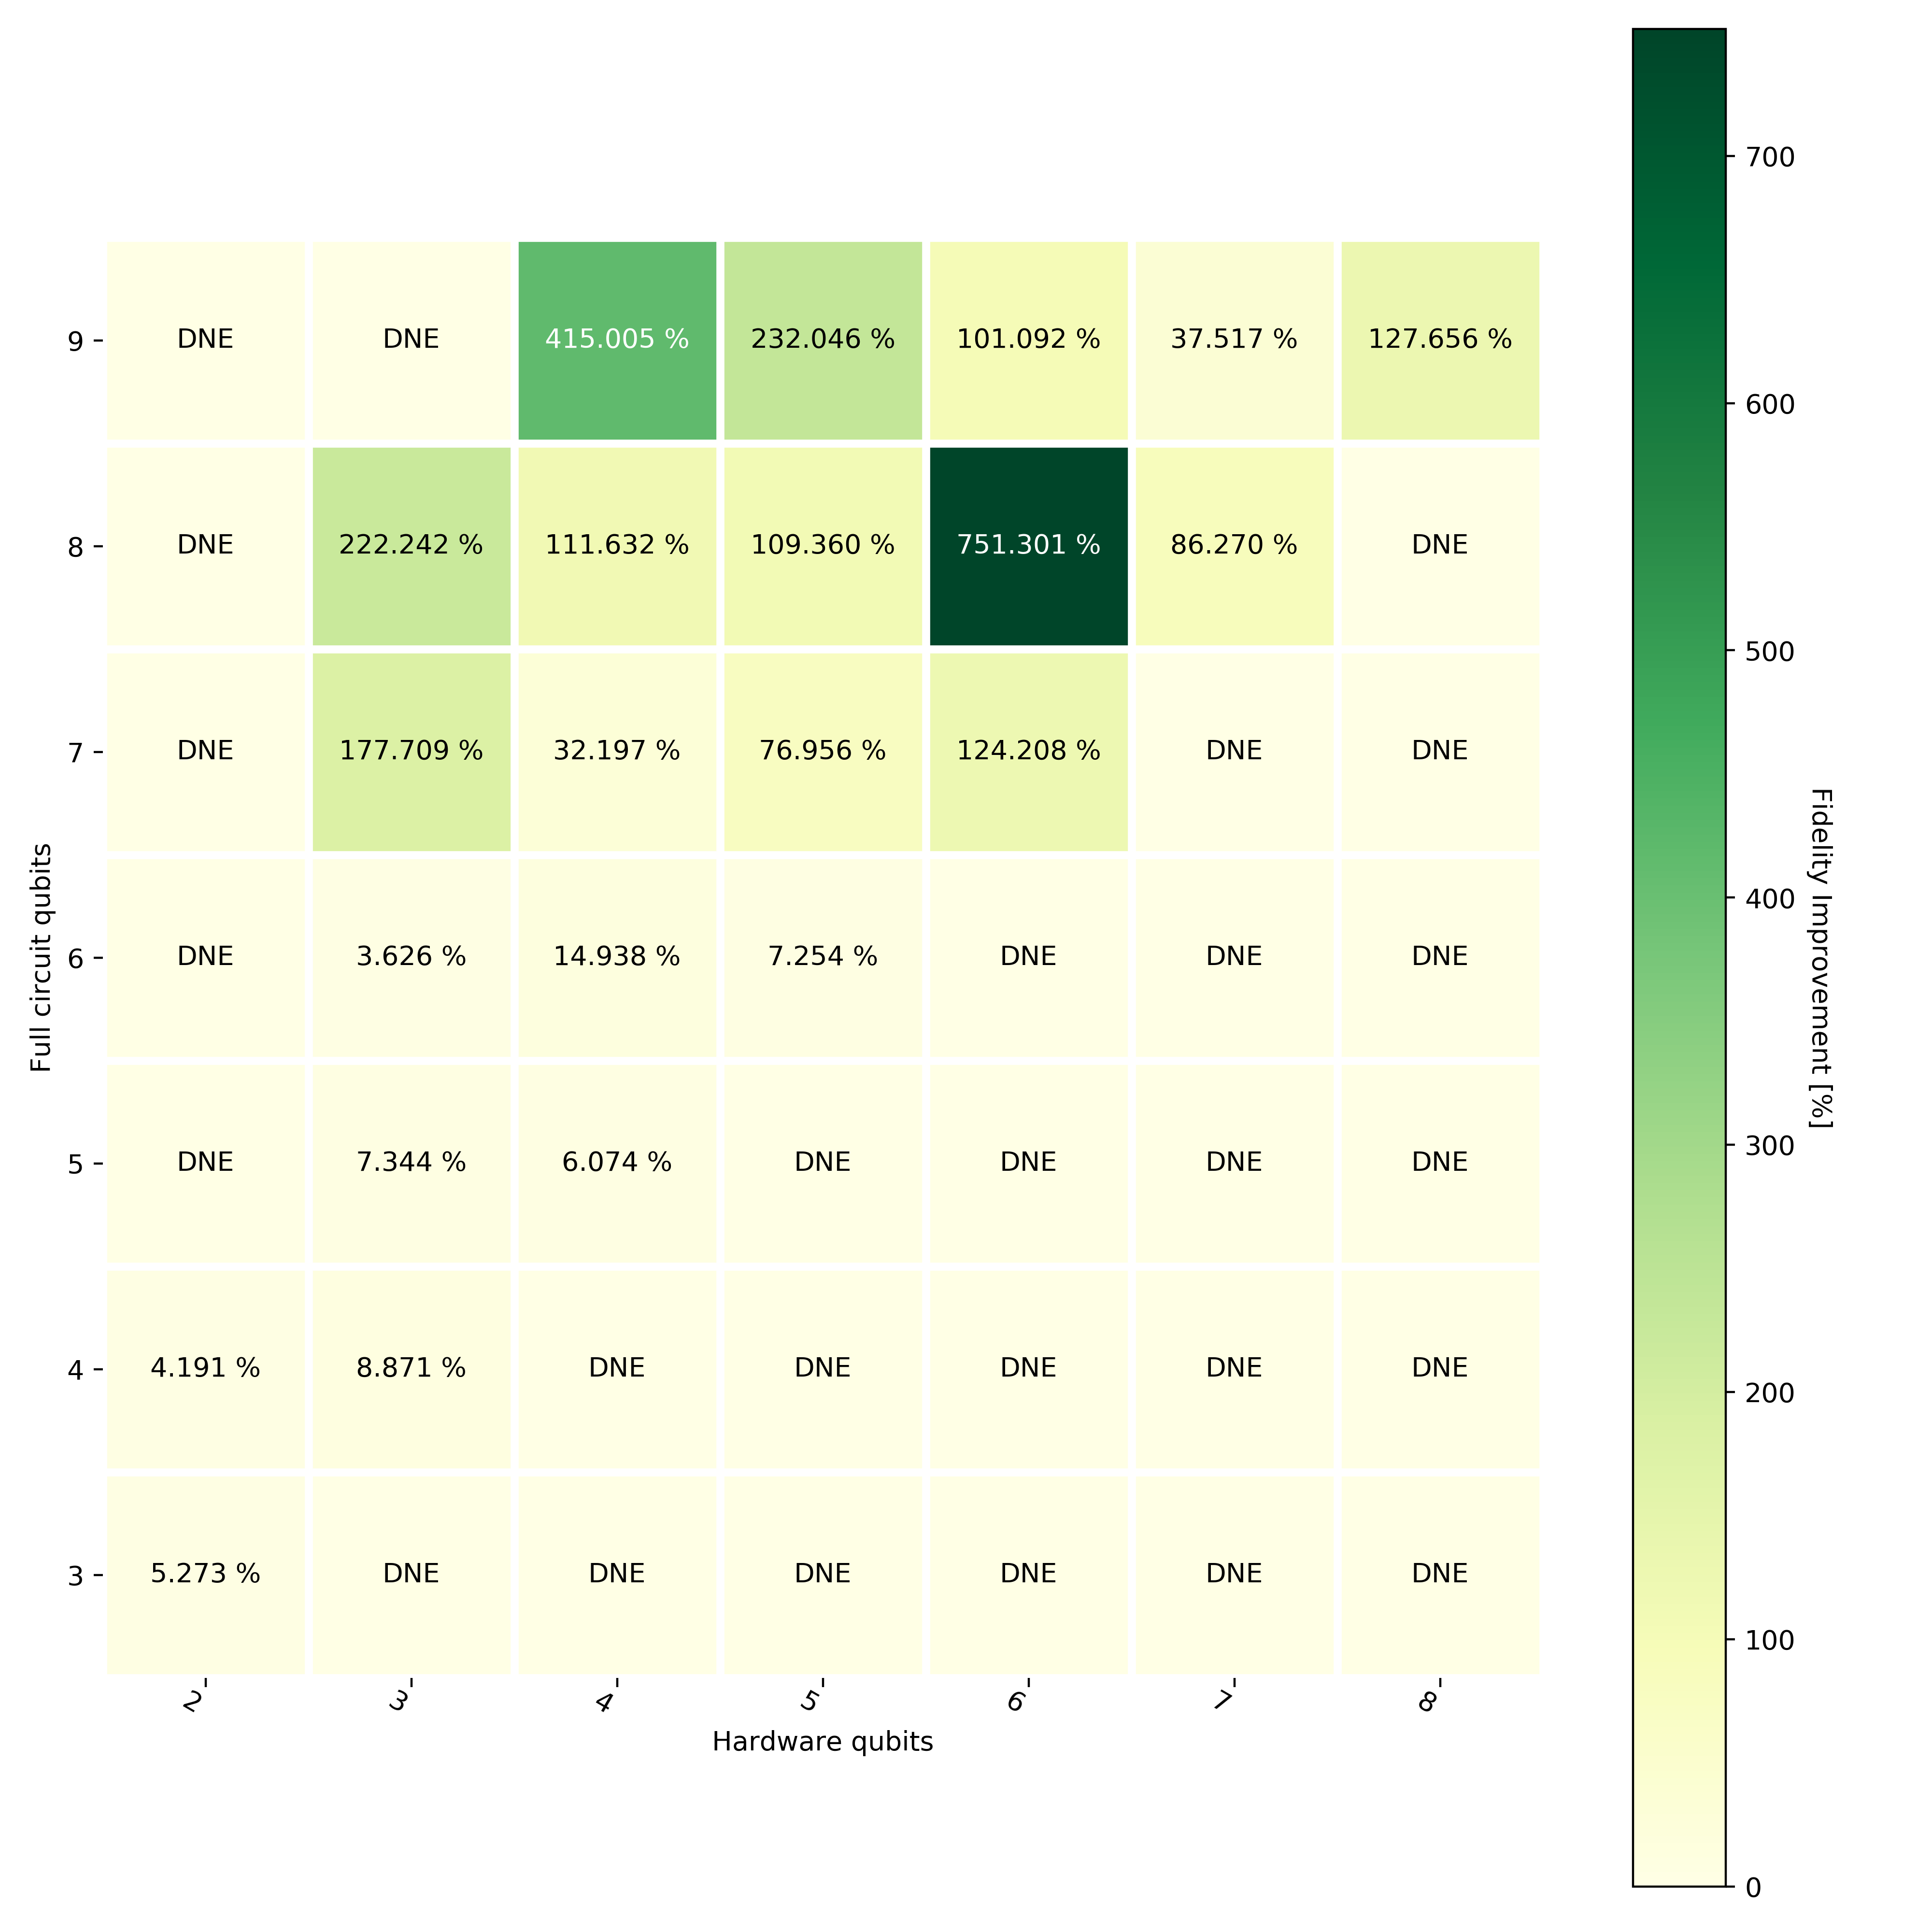 9 DNE DNE 415.005 % 232.046 % 101.092 % 37.517 % 127.656 %
8 DNE 222.242 % 111.632 % 109.360 % 751.301 % 86.270 % DNE
7 DNE 177.709 % 32.197 % 76.956 % 124.208 % DNE DNE
6 DNE 3.626 % 14.938 % 7.254 % DNE DNE DNE
5 DNE 7.344 % 6.074 % DNE DNE DNE DNE
4 4.191 % 8.871 % DNE DNE DNE DNE DNE
3 5.273 % DNE DNE DNE DNE DNE DNE
2 3 4 5 6 7 8
Hardware qubits
Full circuit qubits
700
600
500
400
300
200
100
0
Fidelity Improvement [%]